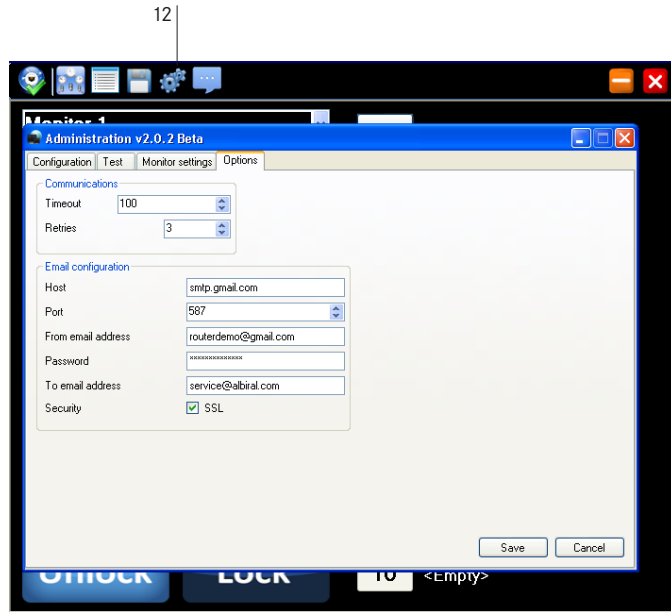 12
Monitor 1
Administration v2.0.2 Beta
Configuration Test Monitor settings Options
Communications
Timeout 100
Retries 3
Email configuration
Host smtp.gmail.com
Port 587
From email address routerdemo@gmail.com
Password *************
To email address service@albiral.com
Security SSL
Save Cancel
Unlock LOCK 10 <Empty>